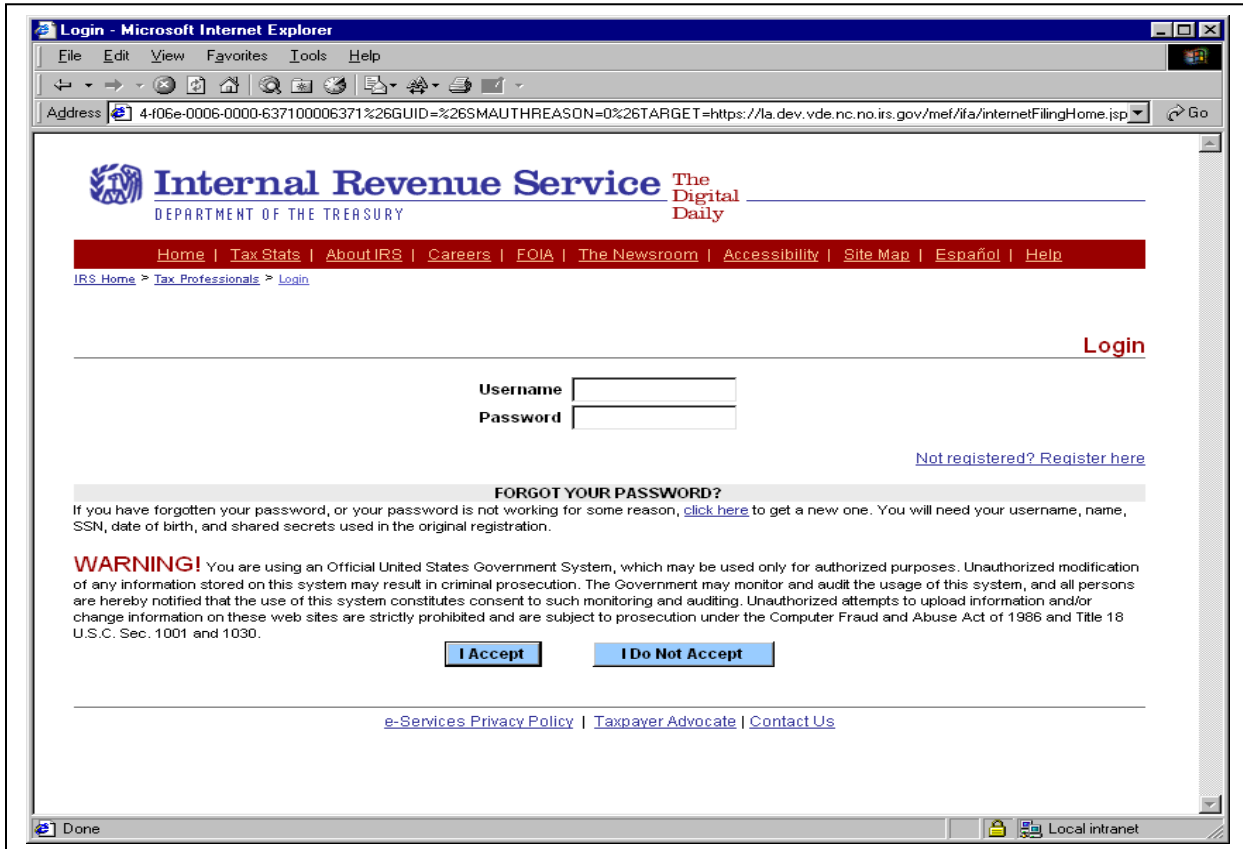 Login - Microsoft Internet Explorer
File Edit View Favorites Tools Help
Address 4-f06e-0006-0000-637100006371%26GUID=%26SMAUTHREASON=0%26TARGET=https://la.dev.vde.nc.no.irs.gov/mef/ifa/internetFilingHome.jsp Go
Internal Revenue Service The
Digital
DEPARTMENT OF THE TREASURY Daily
Home | Tax Stats | About IRS | Careers | FOIA | The Newsroom | Accessibility | Site Map | Español | Help
IRS Home > Tax Professionals > Login
Login
Username
Password
Not registered? Register here
FORGOT YOUR PASSWORD?
If you have forgotten your password, or your password is not working for some reason, click here to get a new one. You will need your username, name,
SSN, date of birth, and shared secrets used in the original registration.
WARNING! You are using an Official United States Government System, which may be used only for authorized purposes. Unauthorized modification
of any information stored on this system may result in criminal prosecution. The Government may monitor and audit the usage of this system, and all persons
are hereby notified that the use of this system constitutes consent to such monitoring and auditing. Unauthorized attempts to upload information and/or
change information on these web sites are strictly prohibited and are subject to prosecution under the Computer Fraud and Abuse Act of 1986 and Title 18
U.S.C. Sec. 1001 and 1030.
I Accept I Do Not Accept
e-Services Privacy Policy | Taxpayer Advocate | Contact Us
Done Local intranet